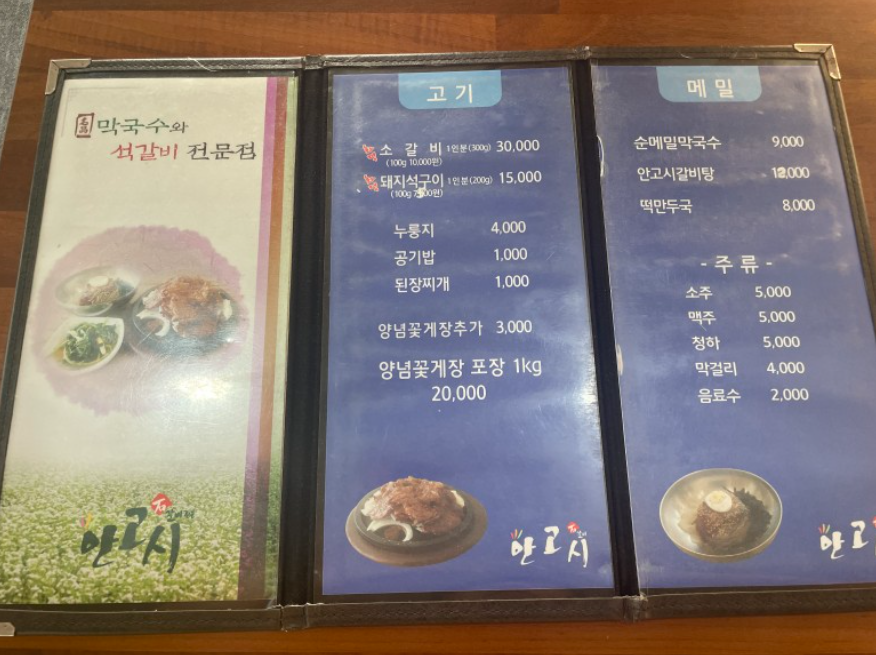 막국수와
석갈비 전문점
안고시
고기
소 갈 비 1인분(300g) 30,000
(100g 10,000원)
돼지석구이 1인분(200g) 15,000
누룽지 4,000
공기밥 1,000
된장찌개 1,000
양념꽃게장추가 3,000
양념꽃게장 포장 1kg
20,000
안고시
메밀
순메밀막국수 9,000
안고시갈비탕 12,000
떡만두국 8,000
- 주 류 -
소주 5,000
맥주 5,000
청하 5,000
막걸리 4,000
음료수 2,000
안고